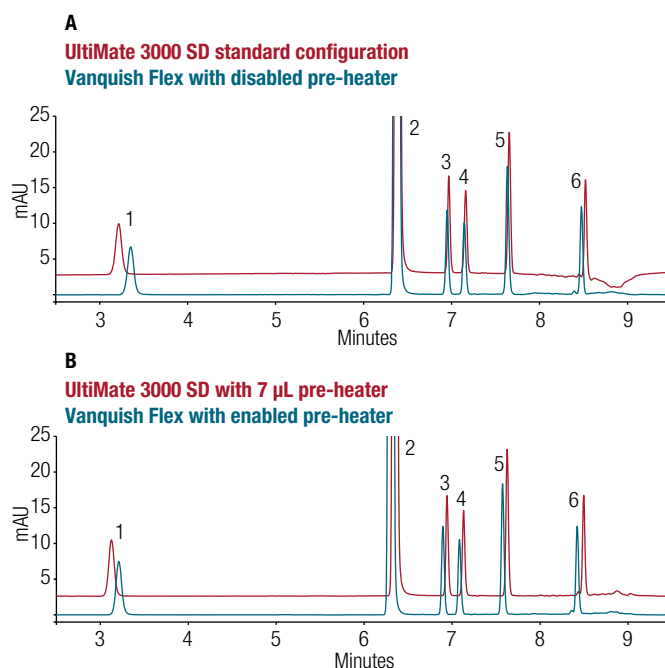 A
UltiMate 3000 SD standard configuration
Vanquish Flex with disabled pre-heater
25
20
15
10
5
mAU
1
2
3
4
5
6
3 4 5 6 7 8 9
Minutes
B
UltiMate 3000 SD with 7 µL pre-heater
Vanquish Flex with enabled pre-heater
25
20
15
10
5
mAU
1
2
3
4
5
6
3 4 5 6 7 8 9
Minutes